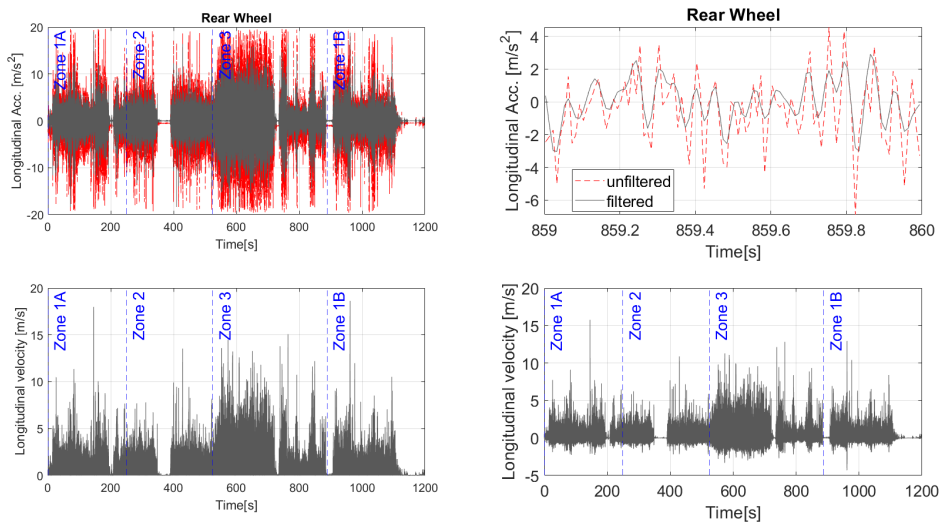 Rear Wheel
Longitudinal Acc. [m/s²]
20
10
0
-10
-20
Zone 1A
Zone 2
Zone 3
Zone 1B
0 200 400 600 800 1000 1200
Time[s]
Rear Wheel
Longitudinal Acc. [m/s²]
4
2
0
-2
-4
-6
unfiltered
filtered
859 859.2 859.4 859.6 859.8 860
Time[s]
Longitudinal velocity [m/s]
20
15
10
5
0
Zone 1A
Zone 2
Zone 3
Zone 1B
0 200 400 600 800 1000 1200
Time[s]
Longitudinal velocity [m/s]
20
15
10
5
0
-5
Zone 1A
Zone 2
Zone 3
Zone 1B
0 200 400 600 800 1000 1200
Time[s]